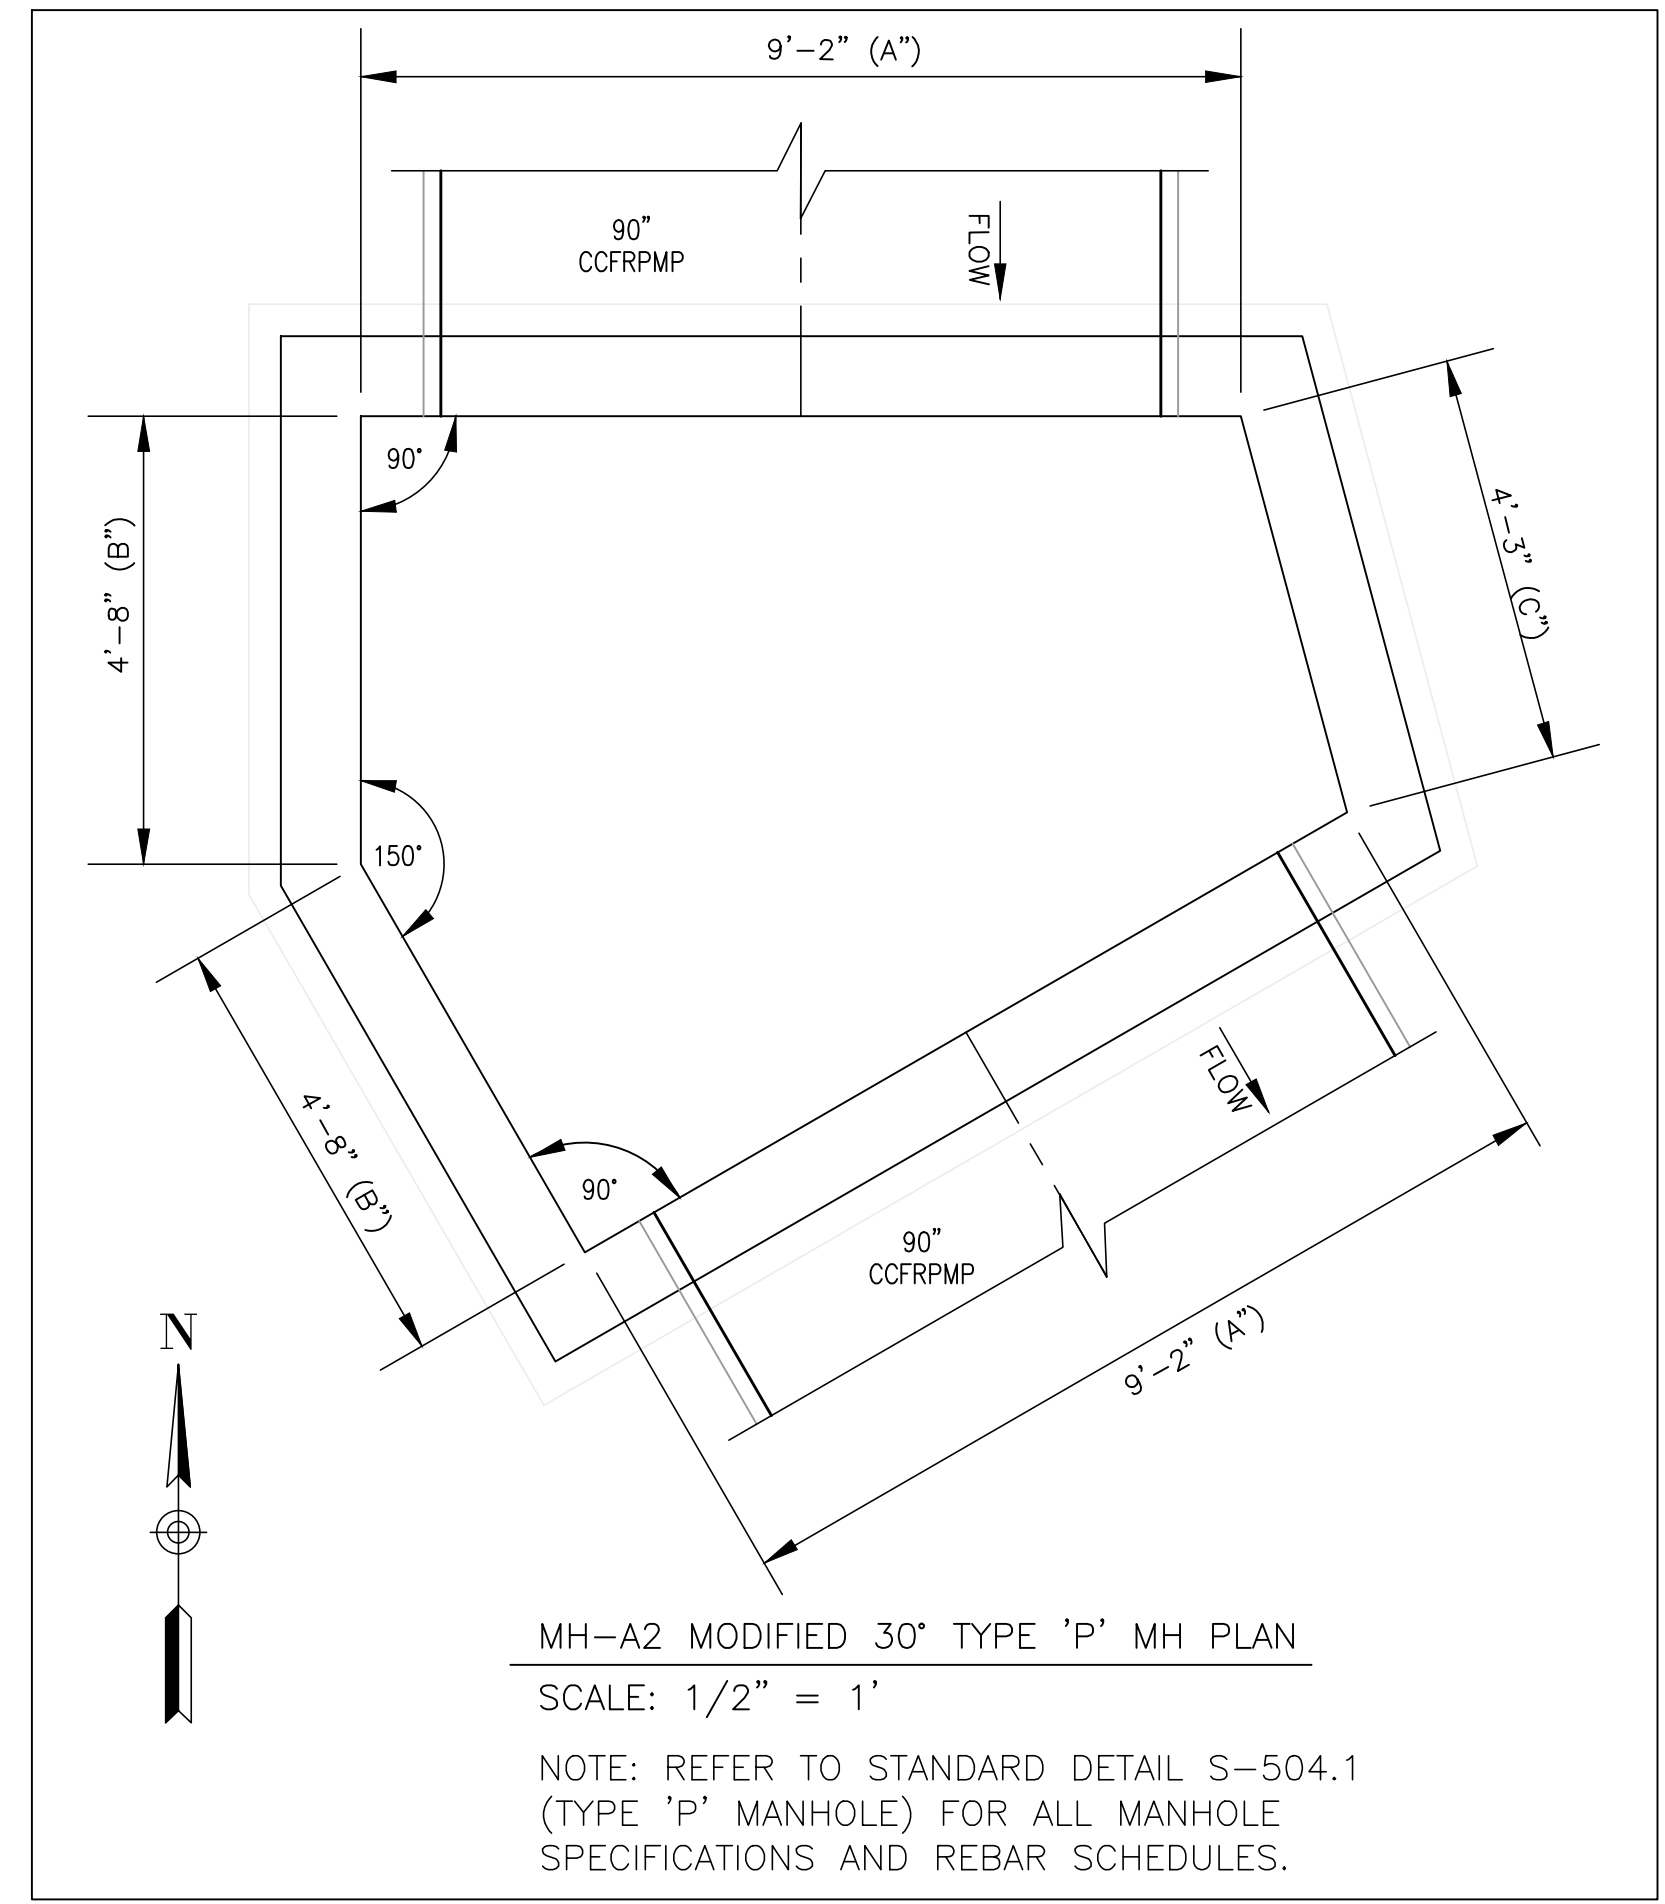 9'-2" (A")
90"
CCFRPMP
FLOW
90°
4'-8" (B")
4'-3" (C")
150°
4'-8" (B")
90°
FLOW
90"
CCFRPMP
9'-2" (A")
N
MH-A2 MODIFIED 30° TYPE 'P' MH PLAN
SCALE: 1/2" = 1'
NOTE: REFER TO STANDARD DETAIL S-504.1
(TYPE 'P' MANHOLE) FOR ALL MANHOLE
SPECIFICATIONS AND REBAR SCHEDULES.